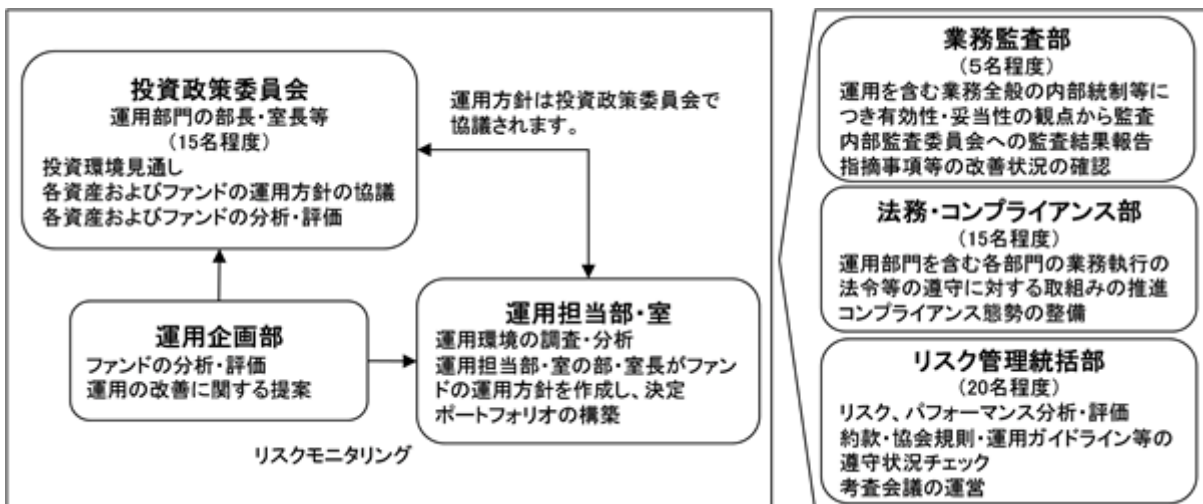 投資政策委員会
運用部門の部長・室長等
(15名程度)
投資環境見通し
各資産およびファンドの運用方針の協議
各資産およびファンドの分析・評価
運用方針は投資政策委員会で
協議されます。
運用企画部
ファンドの分析・評価
運用の改善に関する提案
運用担当部・室
運用環境の調査・分析
運用担当部・室の部・室長がファン
ドの運用方針を作成し、決定
ポートフォリオの構築
リスクモニタリング
業務監査部
(5名程度)
運用を含む業務全般の内部統制等に
つき有効性・妥当性の観点から監査
内部監査委員会への監査結果報告
指摘事項等の改善状況の確認
法務・コンプライアンス部
(15名程度)
運用部門を含む各部門の業務執行の
法令等の遵守に対する取組みの推進
コンプライアンス態勢の整備
リスク管理統括部
(20名程度)
リスク、パフォーマンス分析・評価
約款・協会規則・運用ガイドライン等の
遵守状況チェック
考査会議の運営